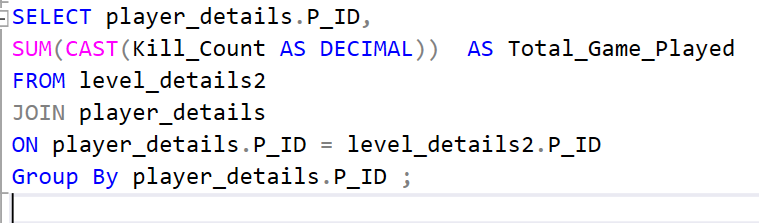 SELECT player_details.P_ID,
SUM(CAST(Kill_Count AS DECIMAL))  AS Total_Game_Played
FROM level_details2
JOIN player_details
ON player_details.P_ID = level_details2.P_ID
Group By player_details.P_ID ;